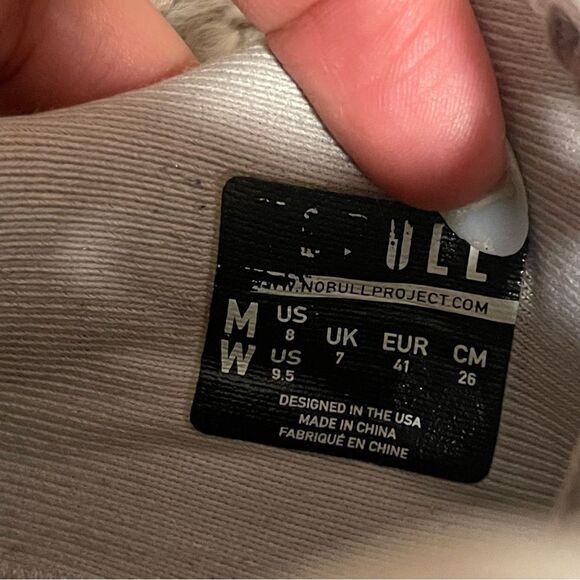 ULL
WWW.NOBULLPROJECT.COM
M US 8 UK 7 EUR 41 CM 26
W US 9.5
DESIGNED IN THE USA
MADE IN CHINA
FABRIQUÉ EN CHINE